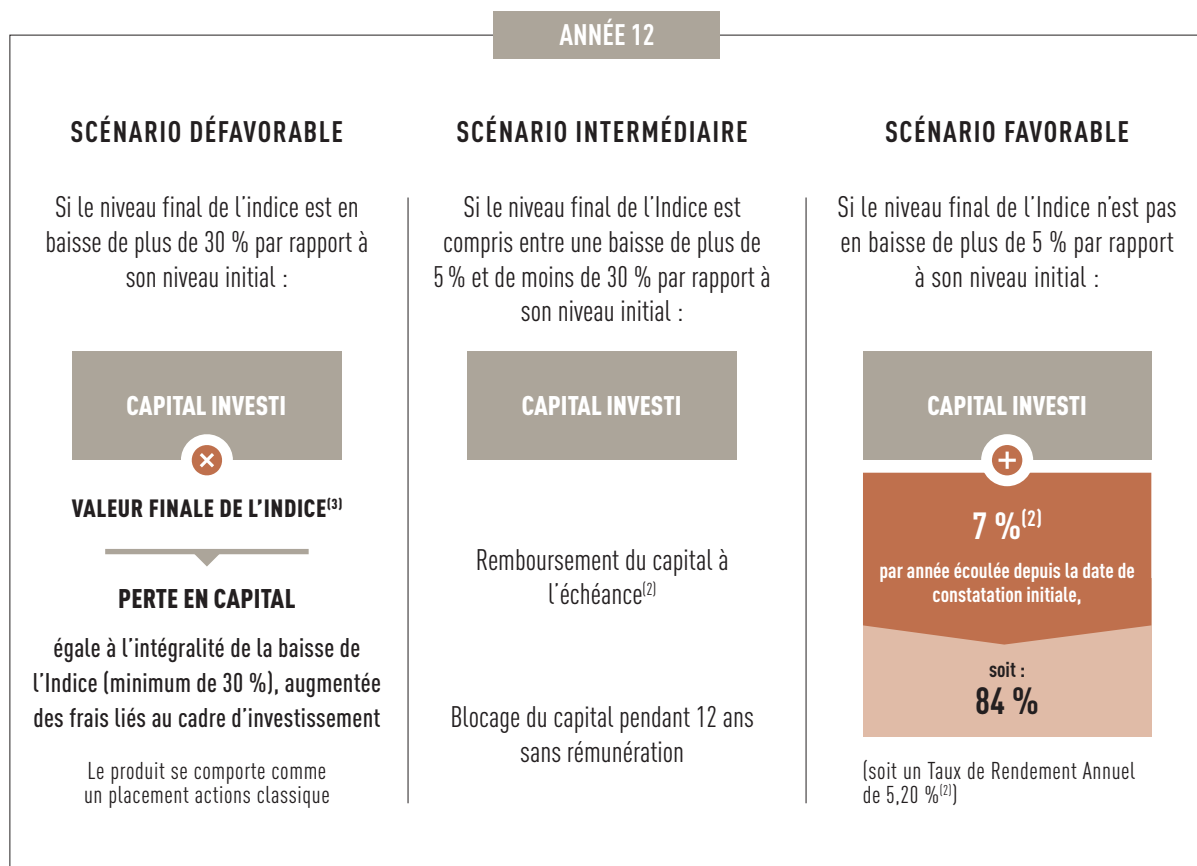 ANNÉE 12
SCÉNARIO DÉFAVORABLE
Si le niveau final de l’indice est en
baisse de plus de 30 % par rapport à
son niveau initial :
CAPITAL INVESTI
×
VALEUR FINALE DE L’INDICE(3)
PERTE EN CAPITAL
égale à l’intégralité de la baisse de
l’Indice (minimum de 30 %), augmentée
des frais liés au cadre d’investissement
Le produit se comporte comme
un placement actions classique
SCÉNARIO INTERMÉDIAIRE
Si le niveau final de l’Indice est
compris entre une baisse de plus de
5 % et de moins de 30 % par rapport à
son niveau initial :
CAPITAL INVESTI
Remboursement du capital à
l’échéance(2)
Blocage du capital pendant 12 ans
sans rémunération
SCÉNARIO FAVORABLE
Si le niveau final de l’Indice n’est pas
en baisse de plus de 5 % par rapport
à son niveau initial :
CAPITAL INVESTI
+
7 %(2)
par année écoulée depuis la date de
constatation initiale,
soit :
84 %
(soit un Taux de Rendement Annuel
de 5,20 %(2))